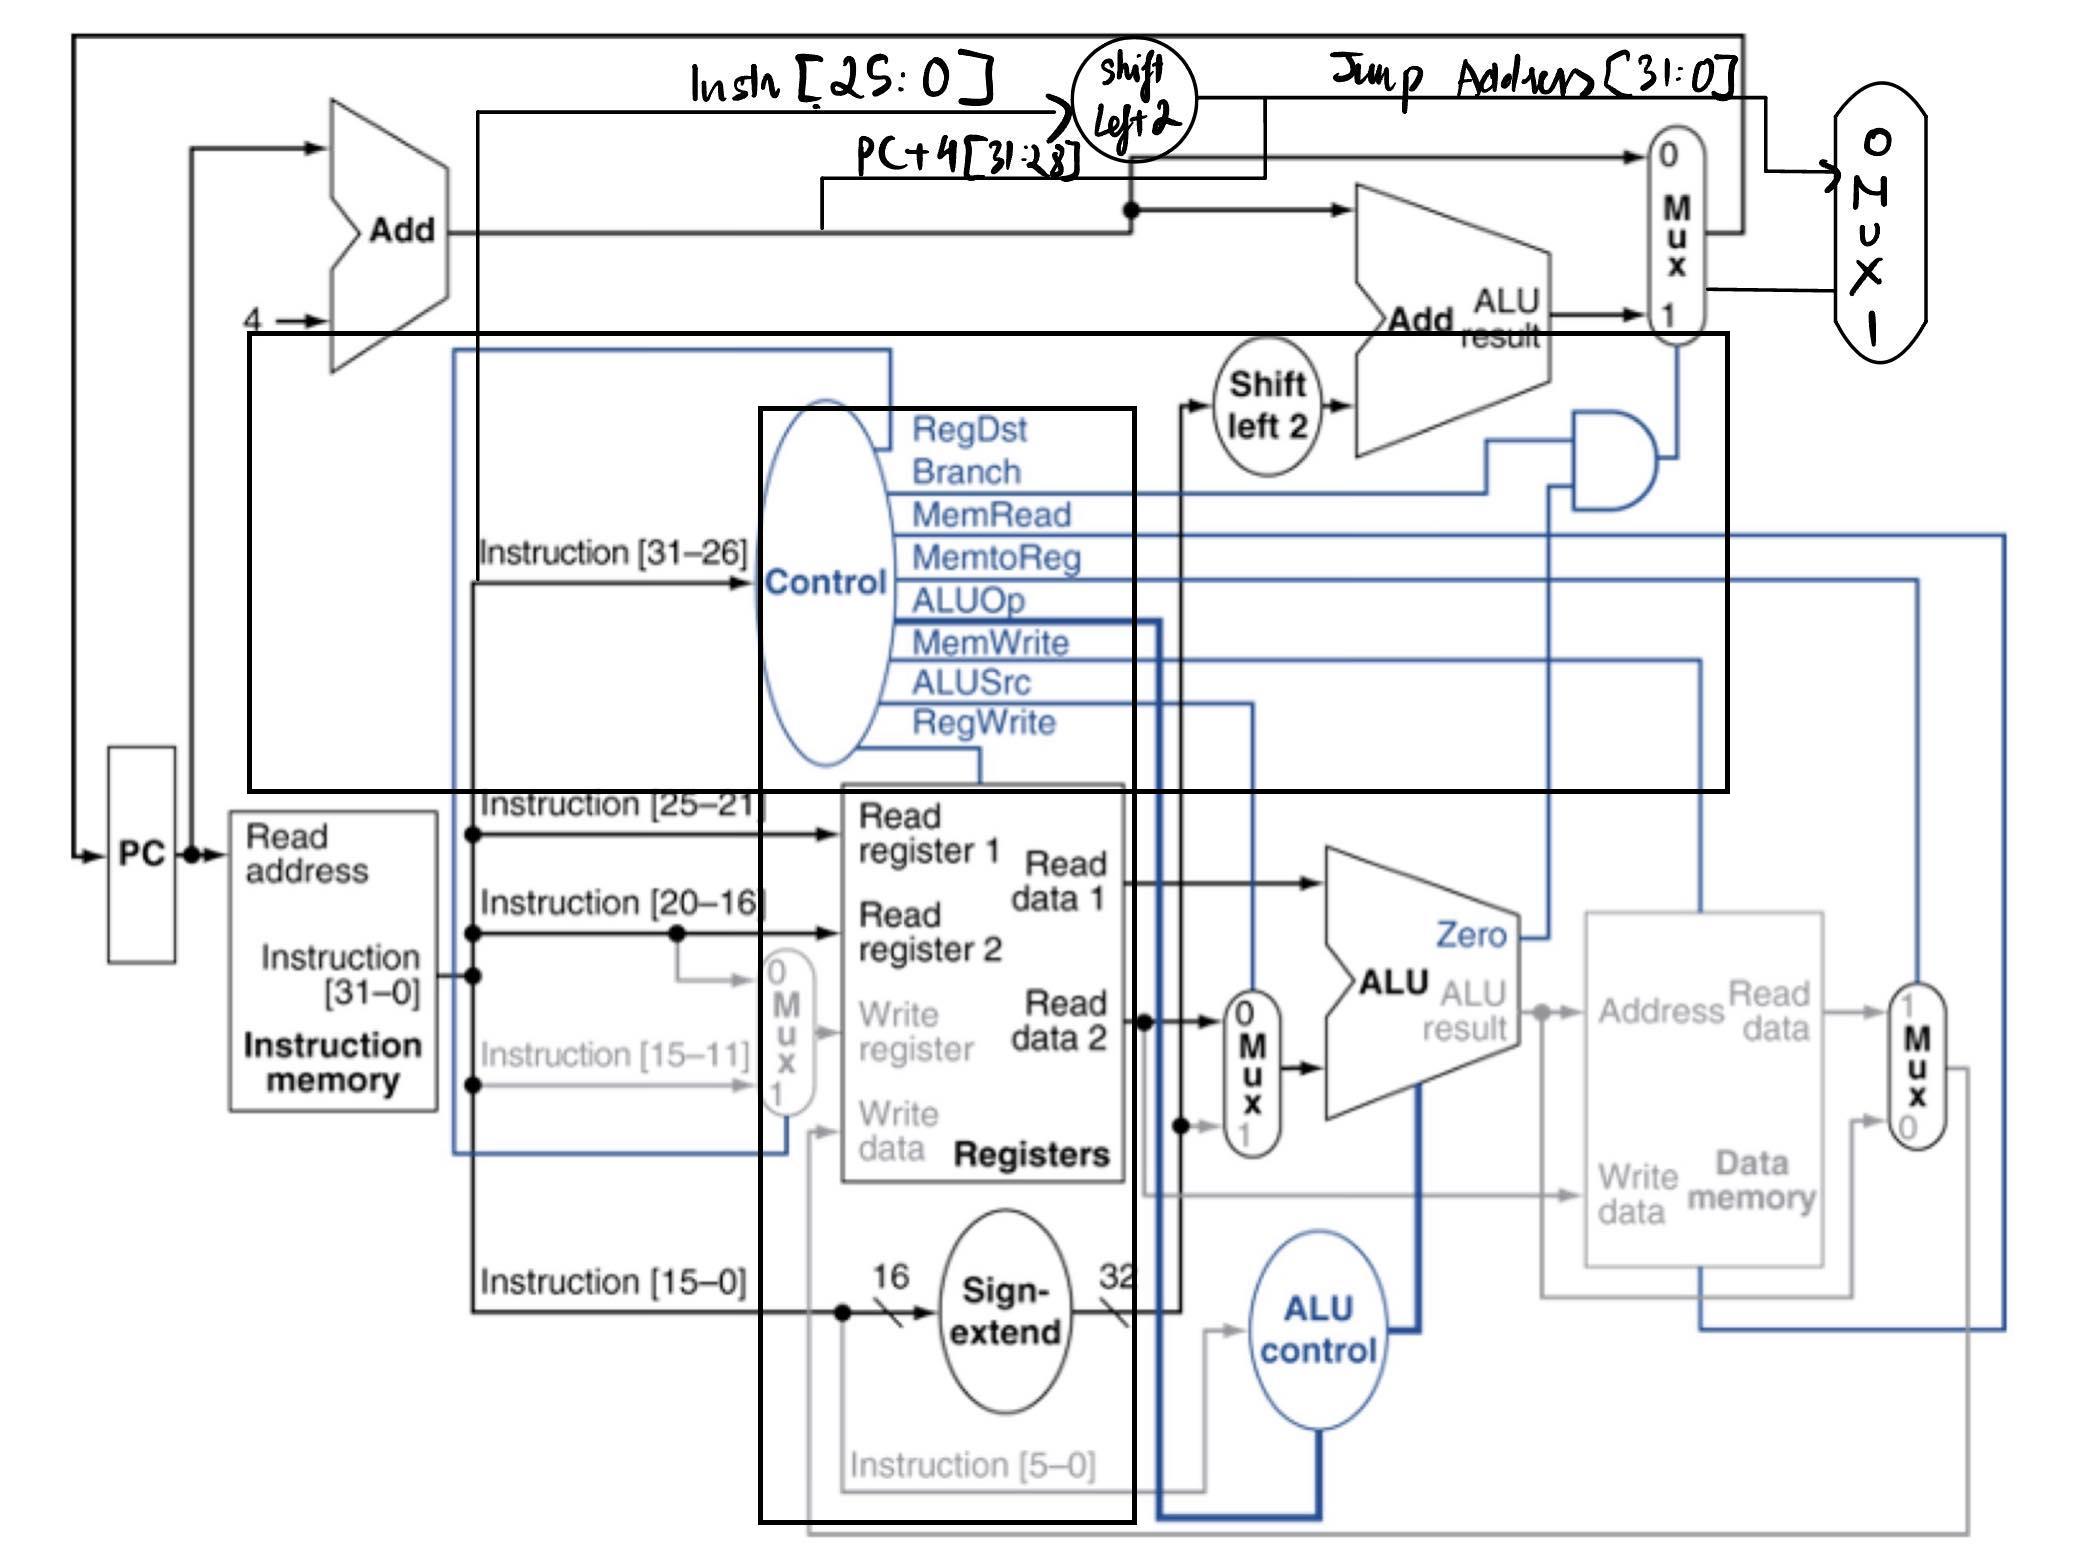 Instr [25:0]
Shift
Left 2
Jump Address [31:0]
PC+4[31:28]
0
M
u
x
1
0
M
U
X
1
Add
4
Add
ALU
result
Shift
left 2
RegDst
Branch
MemRead
MemtoReg
ALUOp
MemWrite
ALUSrc
RegWrite
Control
Instruction [31–26]
Instruction [25–21]
Instruction [20–16]
Instruction [15–11]
Instruction [15–0]
PC
Read
address
Instruction
[31–0]
Instruction
memory
0
M
u
x
1
Read
register 1
Read
register 2
Write
register
Write
data
Read
data 1
Read
data 2
Registers
0
M
u
x
1
Zero
ALU
ALU
result
Address
Read
data
Write
data
Data
memory
1
M
u
x
0
16
Sign-
extend
32
ALU
control
Instruction [5–0]